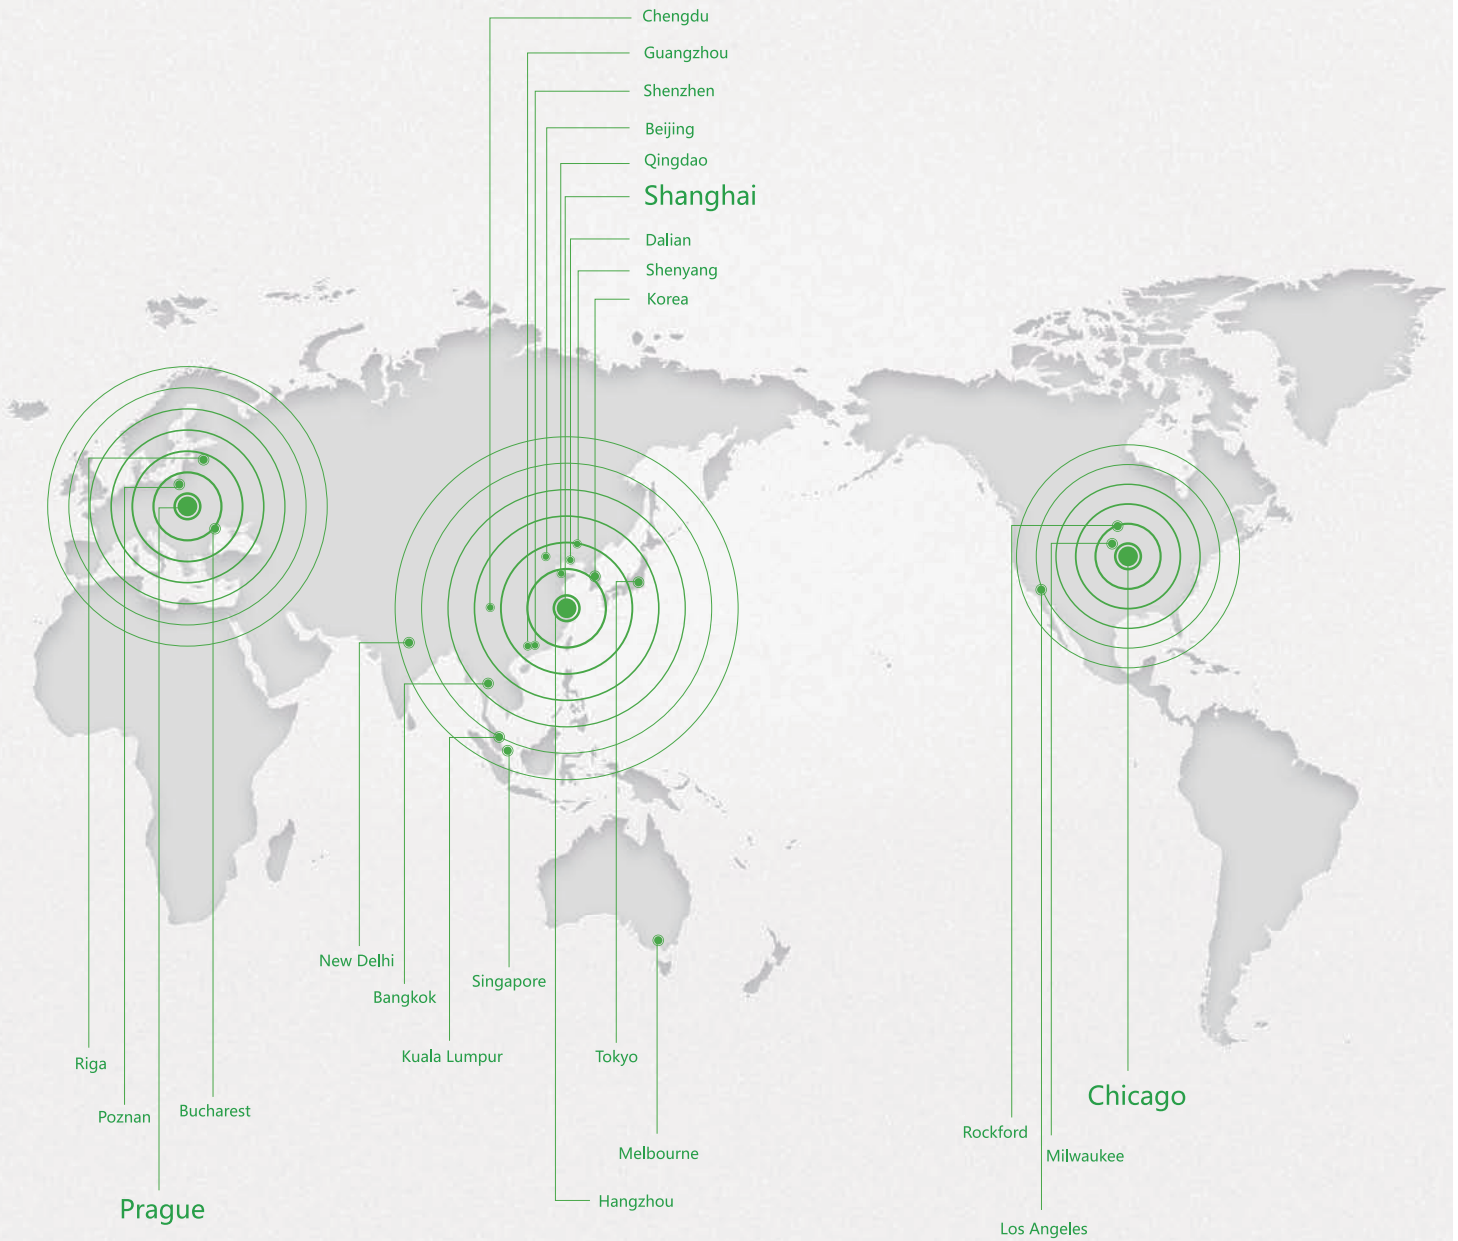 Chengdu
Guangzhou
Shenzhen
Beijing
Qingdao
Shanghai
Dalian
Shenyang
Korea
New Delhi
Bangkok
Singapore
Kuala Lumpur
Tokyo
Riga
Poznan
Bucharest
Prague
Melbourne
Hangzhou
Chicago
Rockford
Milwaukee
Los Angeles